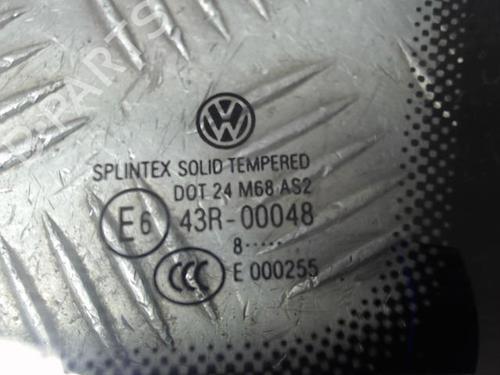 VW
SPLINTEX SOLID TEMPERED
DOT 24 M68 AS2
E6 43R-00048
8.....
CCC E 000255